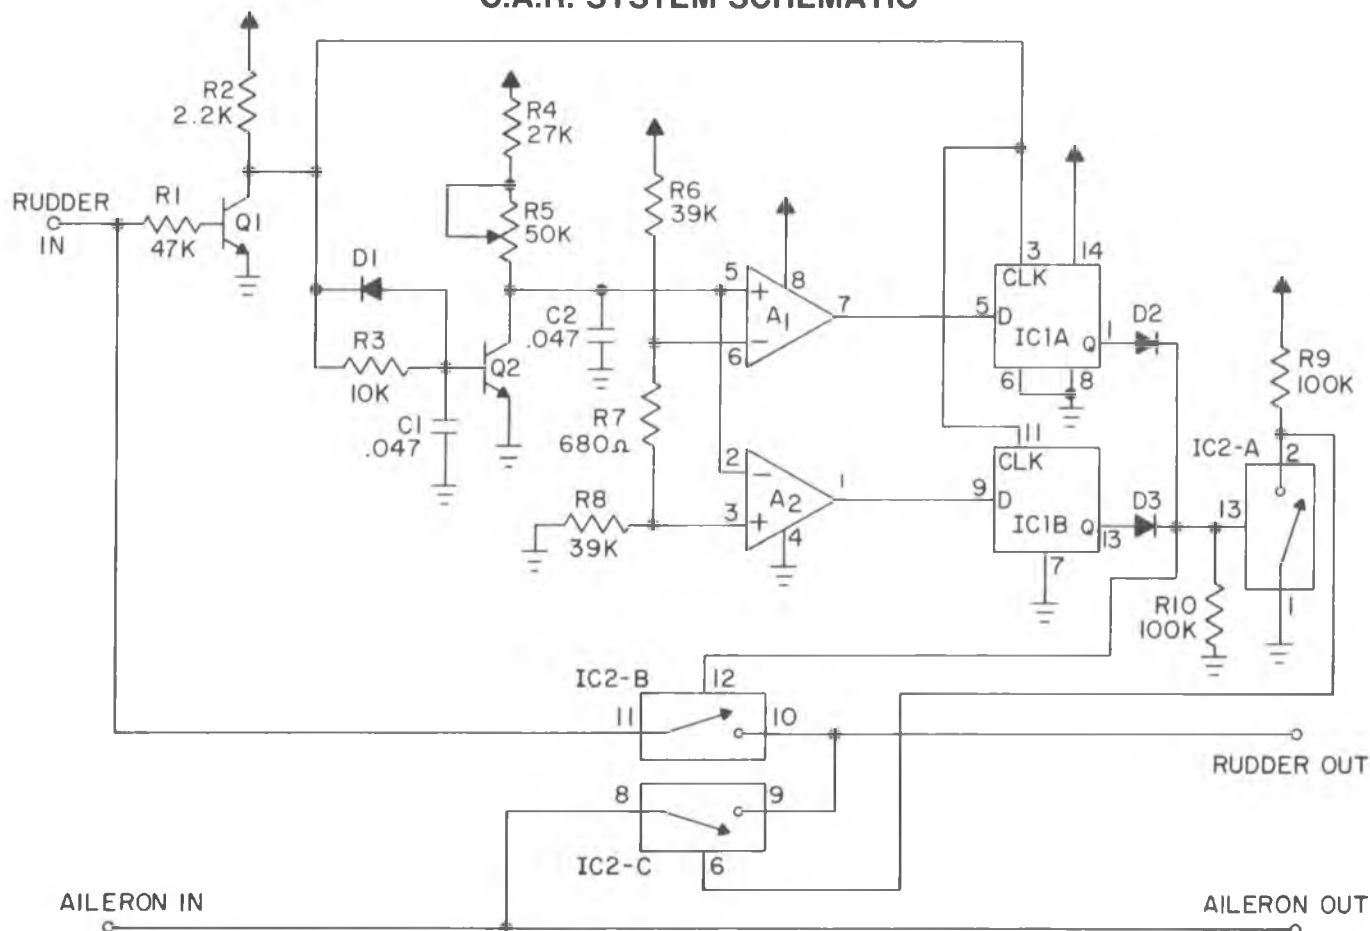 C.A.R. SYSTEM SCHEMATIC
R2
2.2K
R4
27K
RUDDER
IN
R1
47K
Q1
R5
50K
R6
39K
D1
R3
10K
C1
.047
Q2
C2
.047
5
8
A1
7
6
3
14
CLK
5
D
IC1A
Q
1
D2
6
8
R9
100K
R7
680Ω
R8
39K
2
A2
1
3
4
11
CLK
9
D
IC1B
Q
13
7
D3
IC2-A
2
13
1
R10
100K
IC2-B
12
11
10
RUDDER OUT
8
9
IC2-C
6
AILERON IN
AILERON OUT